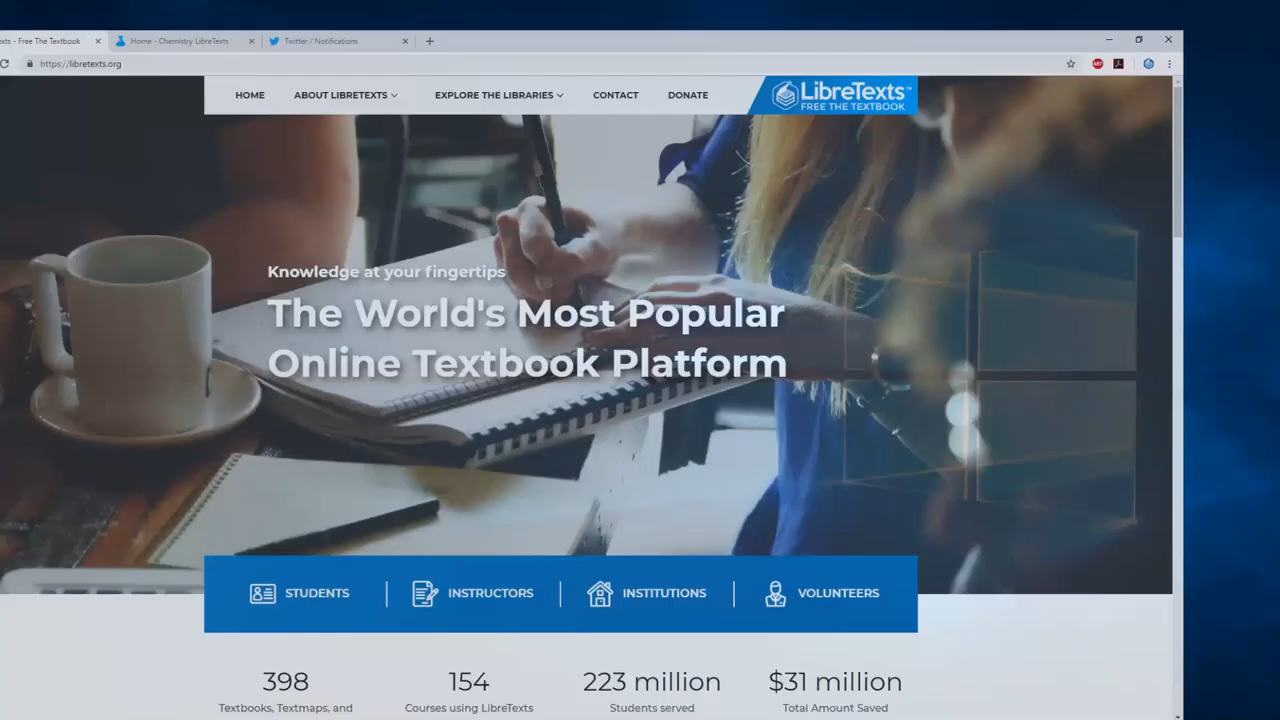 exts - Free The Textbook
Home - Chemistry LibreTexts
Twitter / Notifications
https://libretexts.org
HOME
ABOUT LIBRETEXTS
EXPLORE THE LIBRARIES
CONTACT
DONATE
LibreTexts™
FREE THE TEXTBOOK
Knowledge at your fingertips
The World's Most Popular
Online Textbook Platform
STUDENTS
INSTRUCTORS
INSTITUTIONS
VOLUNTEERS
398
154
223 million
$31 million
Textbooks, Textmaps, and
Courses using LibreTexts
Students served
Total Amount Saved